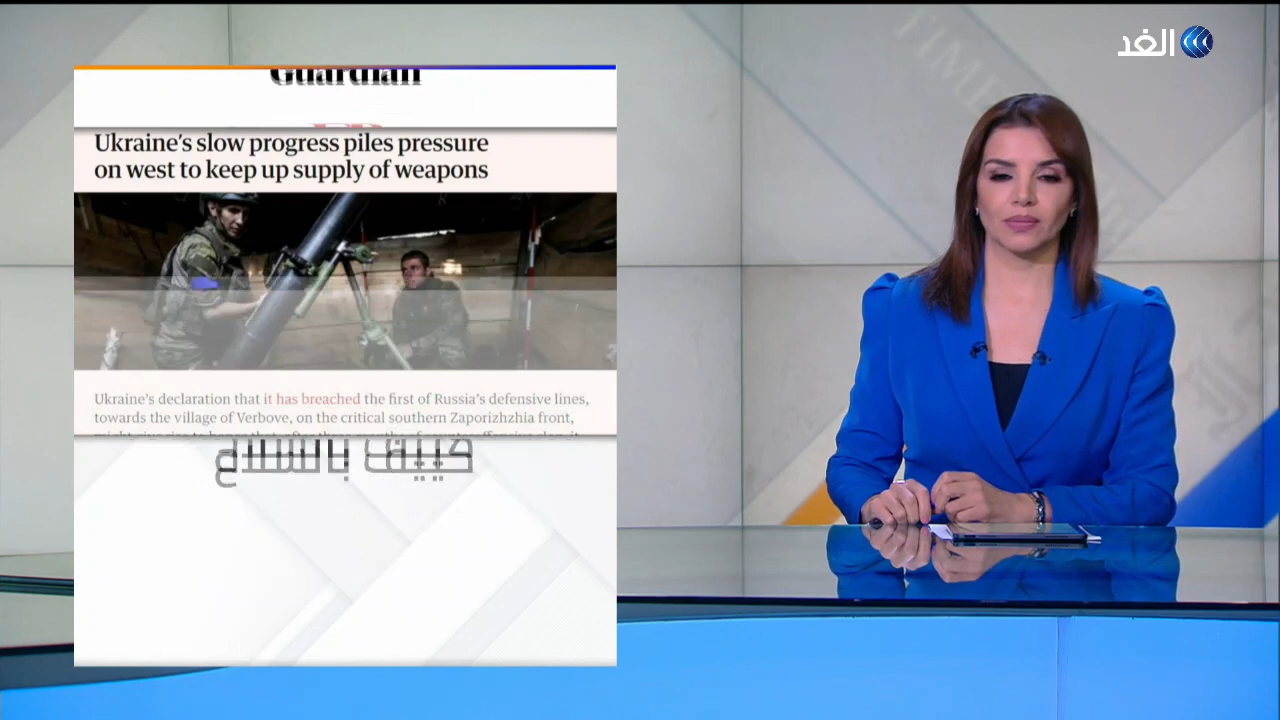 الغد
TIME
Guardian
Ukraine's slow progress piles pressure
on west to keep up supply of weapons
Ukraine's declaration that it has breached the first of Russia's defensive lines,
towards the village of Verbove, on the critical southern Zaporizhzhia front,
بالسلاح